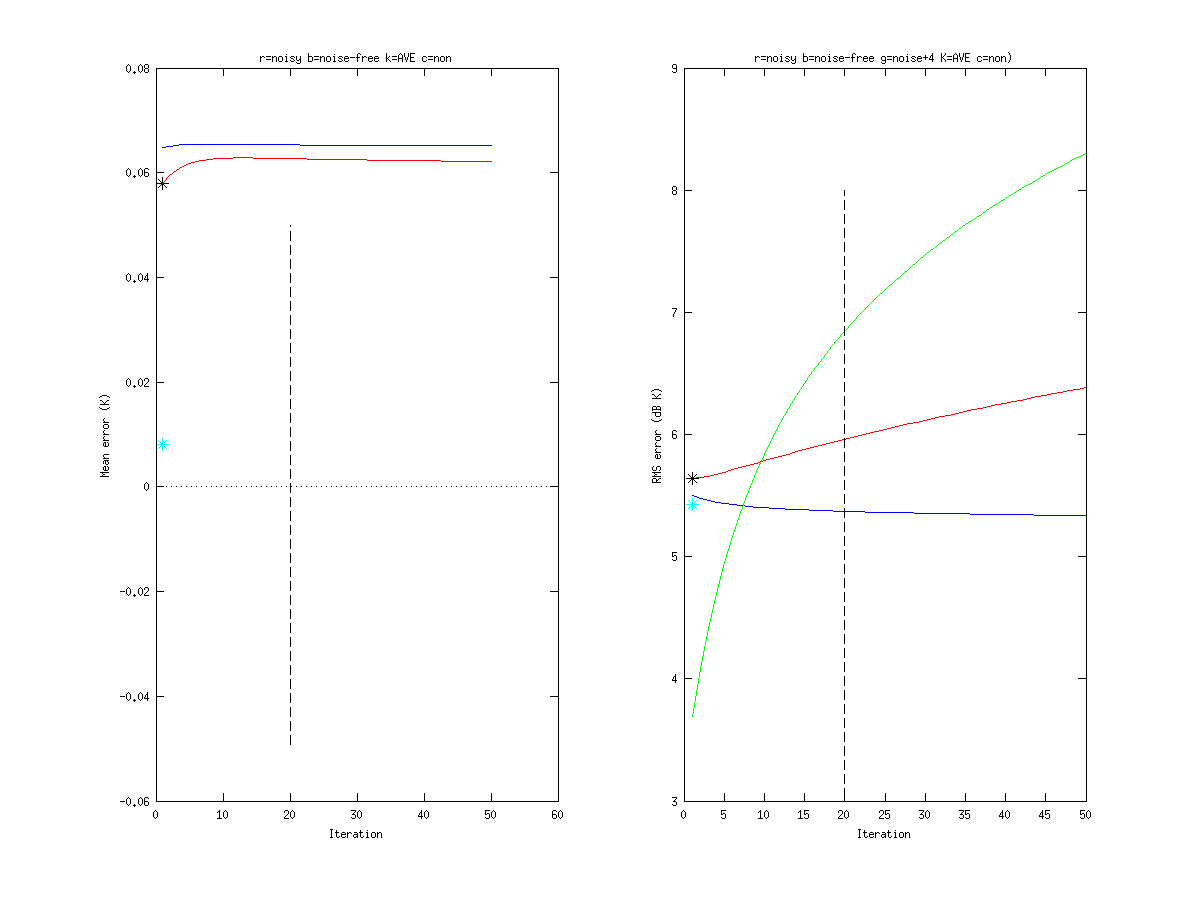 r=noisy b=noise-free k=AVE c=non
0.08
0.06
0.04
0.02
0
-0.02
-0.04
-0.06
Mean error (K)
0 10 20 30 40 50 60
Iteration
r=noisy b=noise-free g=noise+4 K=AVE c=non)
9
8
7
6
5
4
3
RMS error (dB K)
0 5 10 15 20 25 30 35 40 45 50
Iteration